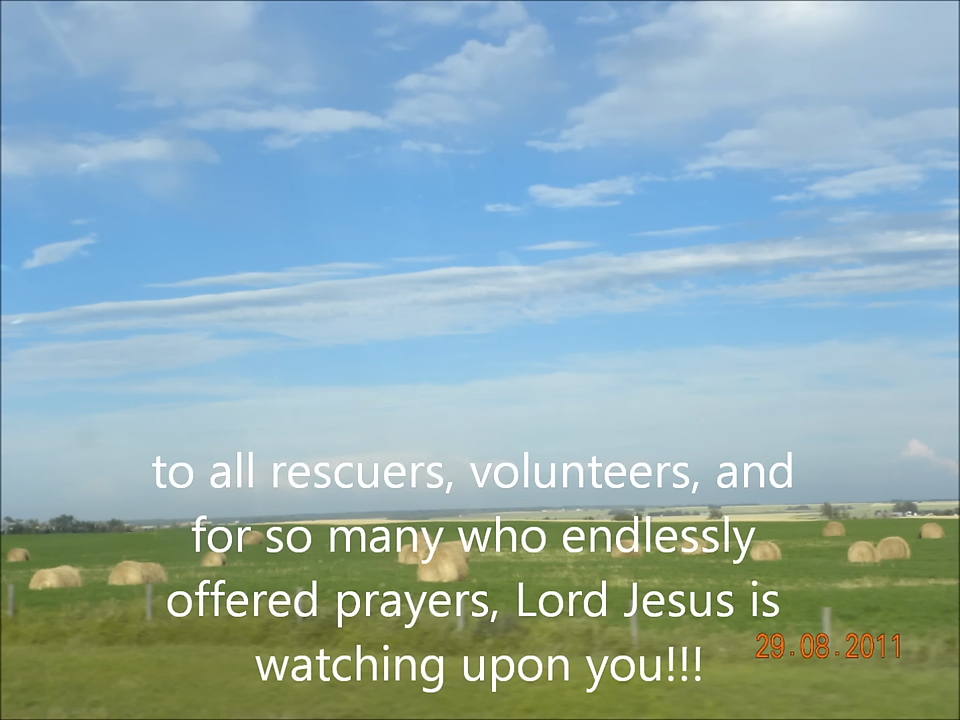 to all rescuers, volunteers, and
for so many who endlessly
offered prayers, Lord Jesus is
watching upon you!!!
29.08.2011